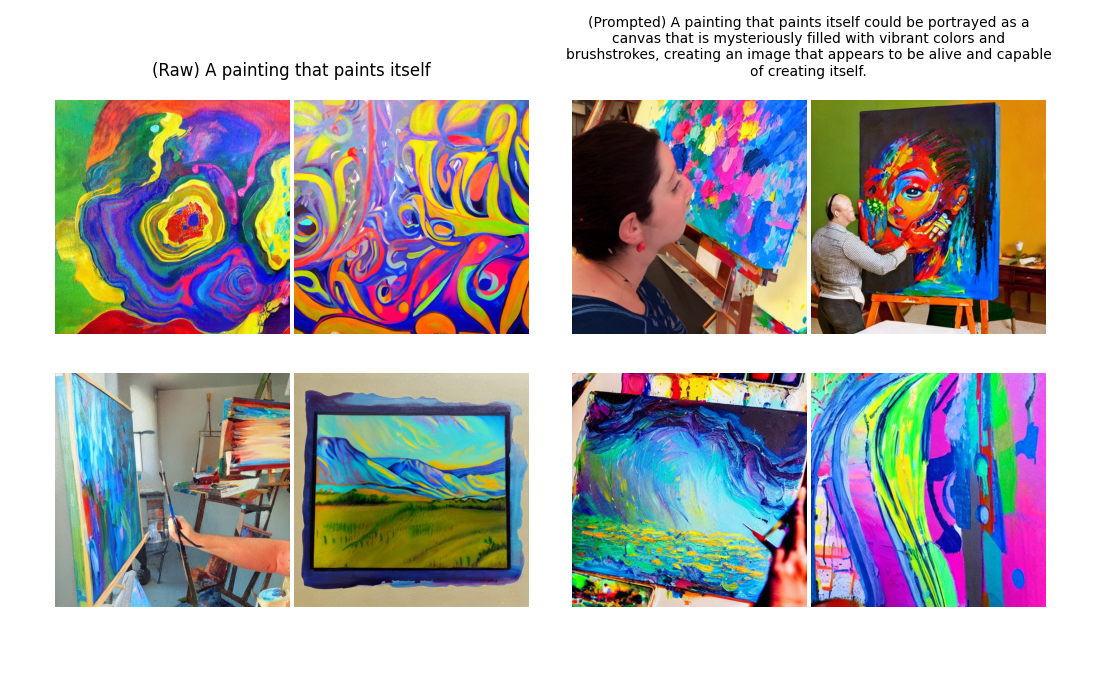 (Raw) A painting that paints itself
(Prompted) A painting that paints itself could be portrayed as a
canvas that is mysteriously filled with vibrant colors and
brushstrokes, creating an image that appears to be alive and capable
of creating itself.